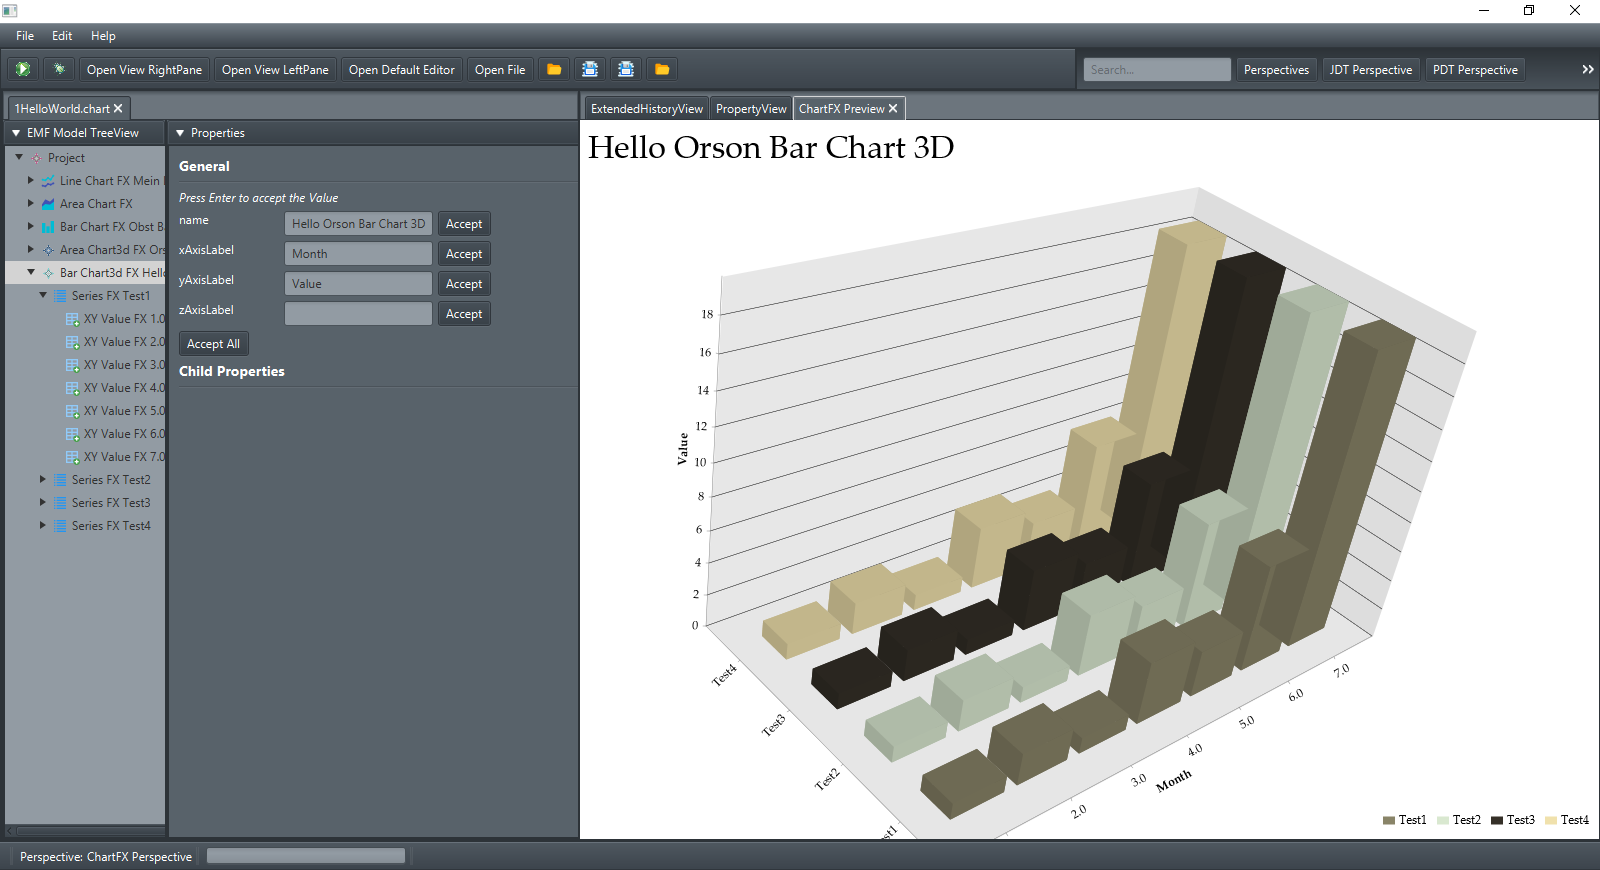 File Edit Help
Open View RightPane Open View LeftPane Open Default Editor Open File Search... Perspectives JDT Perspective PDT Perspective
1HelloWorld.chart
EMF Model TreeView
Project
Line Chart FX Mein
Area Chart FX
Bar Chart FX Obst B
Area Chart3d FX Ors
Bar Chart3d FX Hello
Series FX Test1
XY Value FX 1.0
XY Value FX 2.0
XY Value FX 3.0
XY Value FX 4.0
XY Value FX 5.0
XY Value FX 6.0
XY Value FX 7.0
Series FX Test2
Series FX Test3
Series FX Test4
Properties
General
Press Enter to accept the Value
name Hello Orson Bar Chart 3D Accept
xAxisLabel Month Accept
yAxisLabel Value Accept
zAxisLabel Accept
Accept All
Child Properties
ExtendedHistoryView PropertyView ChartFX Preview
Hello Orson Bar Chart 3D
18
16
14
12
10
8
6
4
2
0
Value
Test4
Test3
Test2
st1
2.0
3.0
4.0
5.0
6.0
7.0
Month
Test1 Test2 Test3 Test4
Perspective: ChartFX Perspective